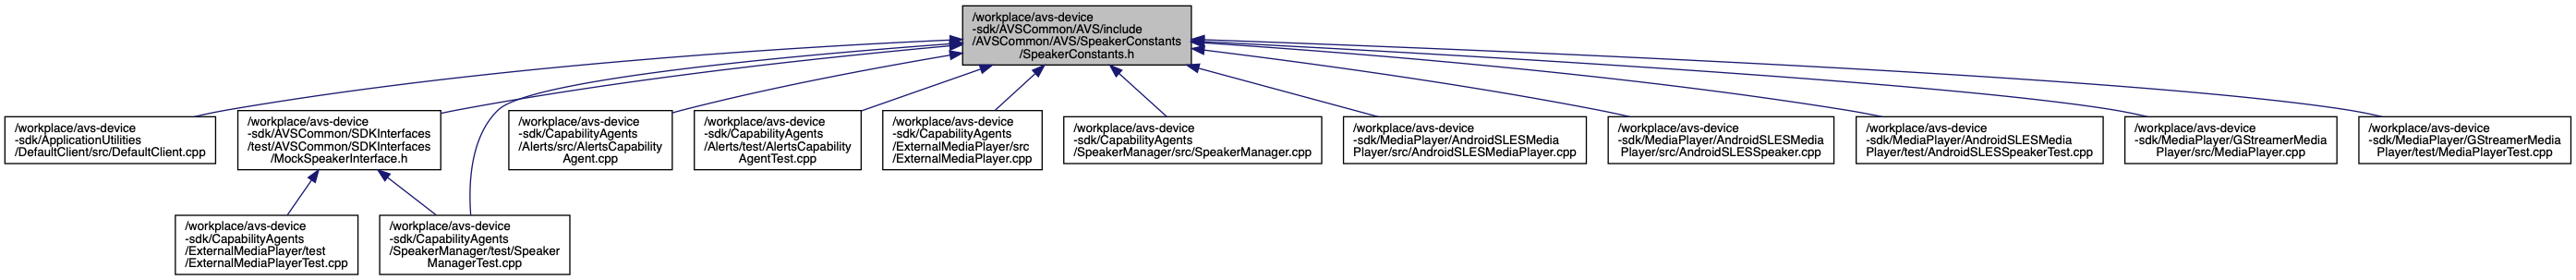 /workplace/avs-device
-sdk/AVSCommon/AVS/include
/AVSCommon/AVS/SpeakerConstants
/SpeakerConstants.h
/workplace/avs-device
-sdk/ApplicationUtilities
/DefaultClient/src/DefaultClient.cpp
/workplace/avs-device
-sdk/AVSCommon/SDKInterfaces
/test/AVSCommon/SDKInterfaces
/MockSpeakerInterface.h
/workplace/avs-device
-sdk/CapabilityAgents
/Alerts/src/AlertsCapability
Agent.cpp
/workplace/avs-device
-sdk/CapabilityAgents
/Alerts/test/AlertsCapability
AgentTest.cpp
/workplace/avs-device
-sdk/CapabilityAgents
/ExternalMediaPlayer/src
/ExternalMediaPlayer.cpp
/workplace/avs-device
-sdk/CapabilityAgents
/SpeakerManager/src/SpeakerManager.cpp
/workplace/avs-device
-sdk/MediaPlayer/AndroidSLESMedia
Player/src/AndroidSLESMediaPlayer.cpp
/workplace/avs-device
-sdk/MediaPlayer/AndroidSLESMedia
Player/src/AndroidSLESSpeaker.cpp
/workplace/avs-device
-sdk/MediaPlayer/AndroidSLESMedia
Player/test/AndroidSLESSpeakerTest.cpp
/workplace/avs-device
-sdk/MediaPlayer/GStreamerMedia
Player/src/MediaPlayer.cpp
/workplace/avs-device
-sdk/MediaPlayer/GStreamerMedia
Player/test/MediaPlayerTest.cpp
/workplace/avs-device
-sdk/CapabilityAgents
/ExternalMediaPlayer/test
/ExternalMediaPlayerTest.cpp
/workplace/avs-device
-sdk/CapabilityAgents
/SpeakerManager/test/Speaker
ManagerTest.cpp